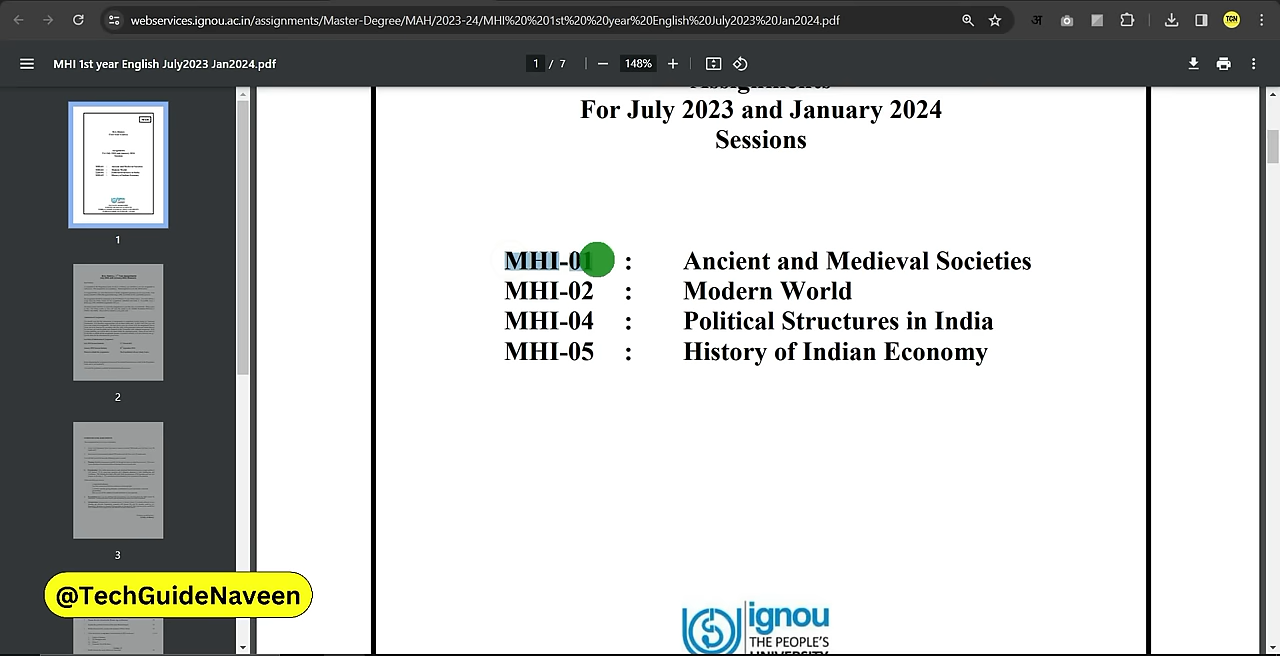 webservices.ignou.ac.in/assignments/Master-Degree/MAH/2023-24/MHI%20%201st%20%20year%20English%20July2023%20Jan2024.pdf
अ
TGN
MHI 1st year English July2023 Jan2024.pdf
1 / 7
148%
For July 2023 and January 2024
Sessions
MHI-01 : Ancient and Medieval Societies
MHI-02 : Modern World
MHI-04 : Political Structures in India
MHI-05 : History of Indian Economy
1
2
3
@TechGuideNaveen
ignou
THE PEOPLE'S
UNIVERSITY